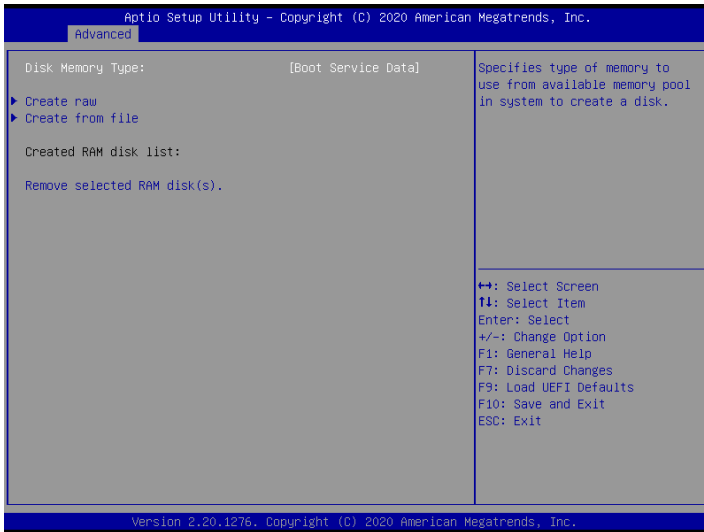 Aptio Setup Utility – Copyright (C) 2020 American Megatrends, Inc.
Advanced
Disk Memory Type: [Boot Service Data]
Create raw
Create from file
Created RAM disk list:
Remove selected RAM disk(s).
Specifies type of memory to
use from available memory pool
in system to create a disk.
↔: Select Screen
↑↓: Select Item
Enter: Select
+/-: Change Option
F1: General Help
F7: Discard Changes
F9: Load UEFI Defaults
F10: Save and Exit
ESC: Exit
Version 2.20.1276. Copyright (C) 2020 American Megatrends, Inc.